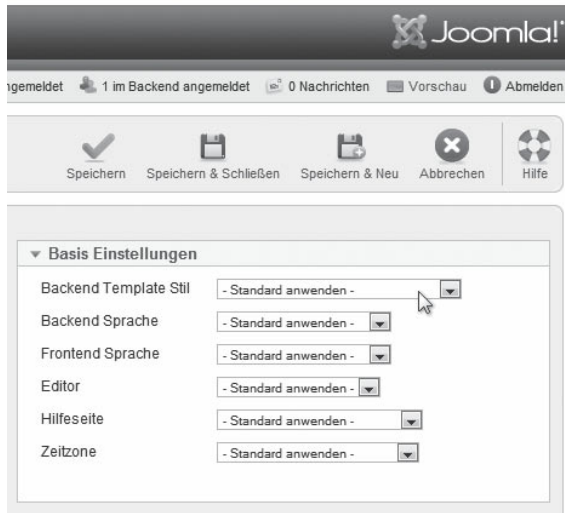 Joomla!
1 im Backend angemeldet 0 Nachrichten Vorschau Abmelden
Speichern Speichern & Schließen Speichern & Neu Abbrechen Hilfe
Basis Einstellungen
Backend Template Stil - Standard anwenden -
Backend Sprache - Standard anwenden -
Frontend Sprache - Standard anwenden -
Editor - Standard anwenden -
Hilfeseite - Standard anwenden -
Zeitzone - Standard anwenden -